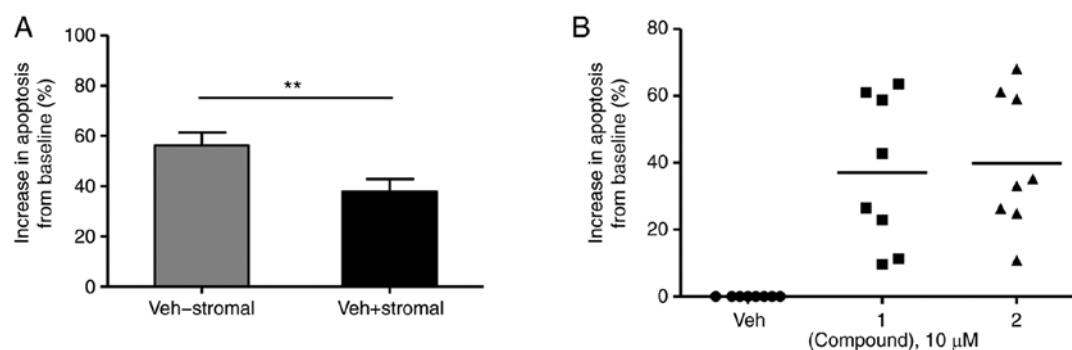 A
Increase in apoptosis
from baseline (%)
100
80
60
40
20
0
**
Veh–stromal
Veh+stromal
B
Increase in apoptosis
from baseline (%)
80
60
40
20
0
Veh
1
2
(Compound), 10 μM